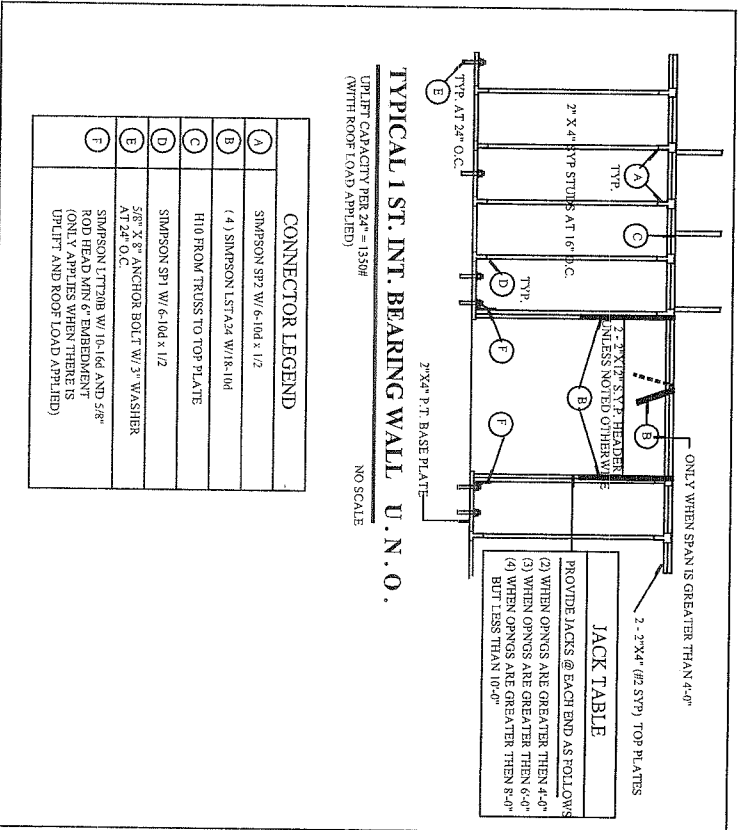 ONLY WHEN SPAN IS GREATER THAN 4'-0"
2 - 2"X4" (#2 SYP) TOP PLATES
B
A
TYP.
C
2" X 4" SYP STUDS AT 16" O.C.
2 - 2"X12" S.Y.P. HEADER
UNLESS NOTED OTHERWISE
B
D
TYP.
TYP. AT 24" O.C.
E
F
F
2"X4" P.T. BASE PLATE
JACK TABLE
PROVIDE JACKS @ EACH END AS FOLLOWS
(2) WHEN OPN'GS ARE GREATER THEN 4'-0"
(3) WHEN OPN'GS ARE GREATER THEN 6'-0"
(4) WHEN OPN'GS ARE GREATER THEN 8'-0"
BUT LESS THAN 10'-0"
TYPICAL 1 ST. INT. BEARING WALL U.N.O.
UPLIFT CAPACITY PER 24" = 1350#
(WITH ROOF LOAD APPLIED)
NO SCALE
CONNECTOR LEGEND
A SIMPSON SP2 W/ 6-10d x 1/2
B ( 4 ) SIMPSON LSTA24 W/18-10d
C H10 FROM TRUSS TO TOP PLATE
D SIMPSON SP1 W/ 6-10d x 1/2
E 5/8" X 8" ANCHOR BOLT W/ 3" WASHER
AT 24" O.C.
F SIMPSON LTT20B W/ 10-16d AND 5/8"
ROD HEAD MIN 6" EMBEDMENT
(ONLY APPLIES WHEN THERE IS
UPLIFT AND ROOF LOAD APPLIED)